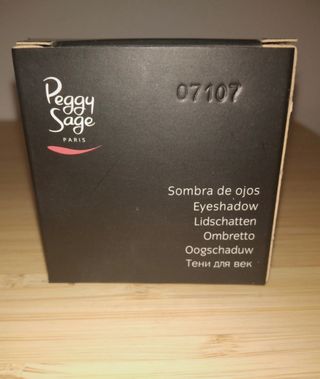 Peggy
Sage
PARIS
07107
Sombra de ojos
Eyeshadow
Lidschatten
Ombretto
Oogschaduw
Тени для век